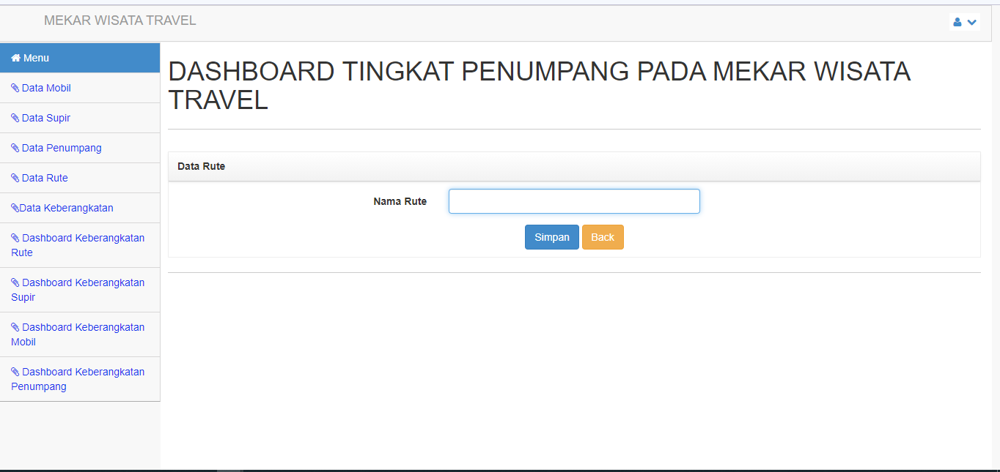 MEKAR WISATA TRAVEL
Menu
Data Mobil
Data Supir
Data Penumpang
Data Rute
Data Keberangkatan
Dashboard Keberangkatan
Rute
Dashboard Keberangkatan
Supir
Dashboard Keberangkatan
Mobil
Dashboard Keberangkatan
Penumpang
DASHBOARD TINGKAT PENUMPANG PADA MEKAR WISATA
TRAVEL
Data Rute
Nama Rute
Simpan Back